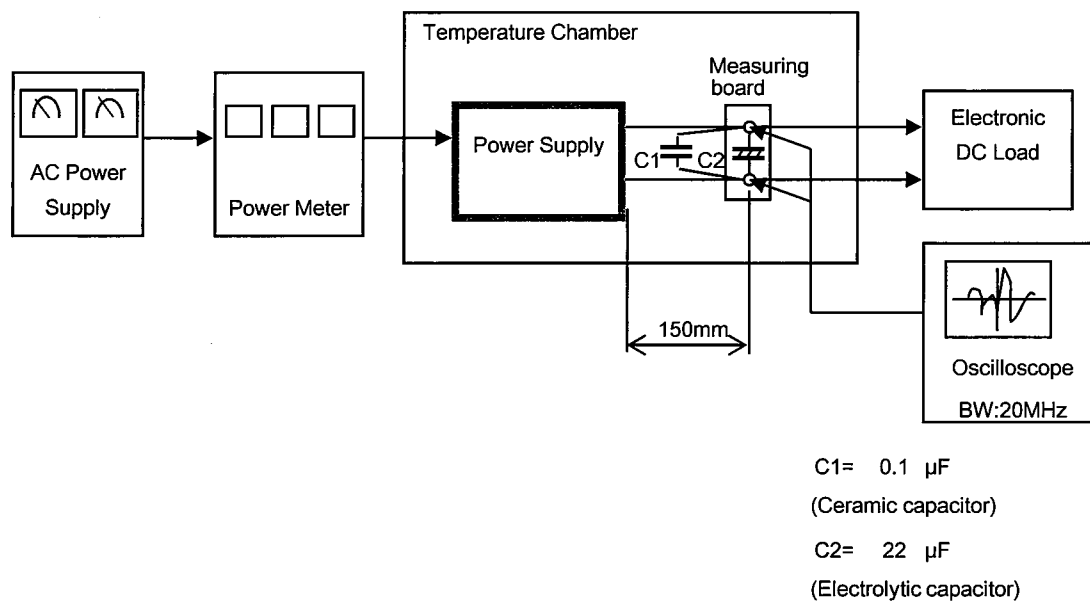 Temperature Chamber
Measuring
board
AC Power
Supply
Power Meter
Power Supply
C1
C2
Electronic
DC Load
150mm
Oscilloscope
BW:20MHz
C1= 0.1 µF
(Ceramic capacitor)
C2= 22 µF
(Electrolytic capacitor)